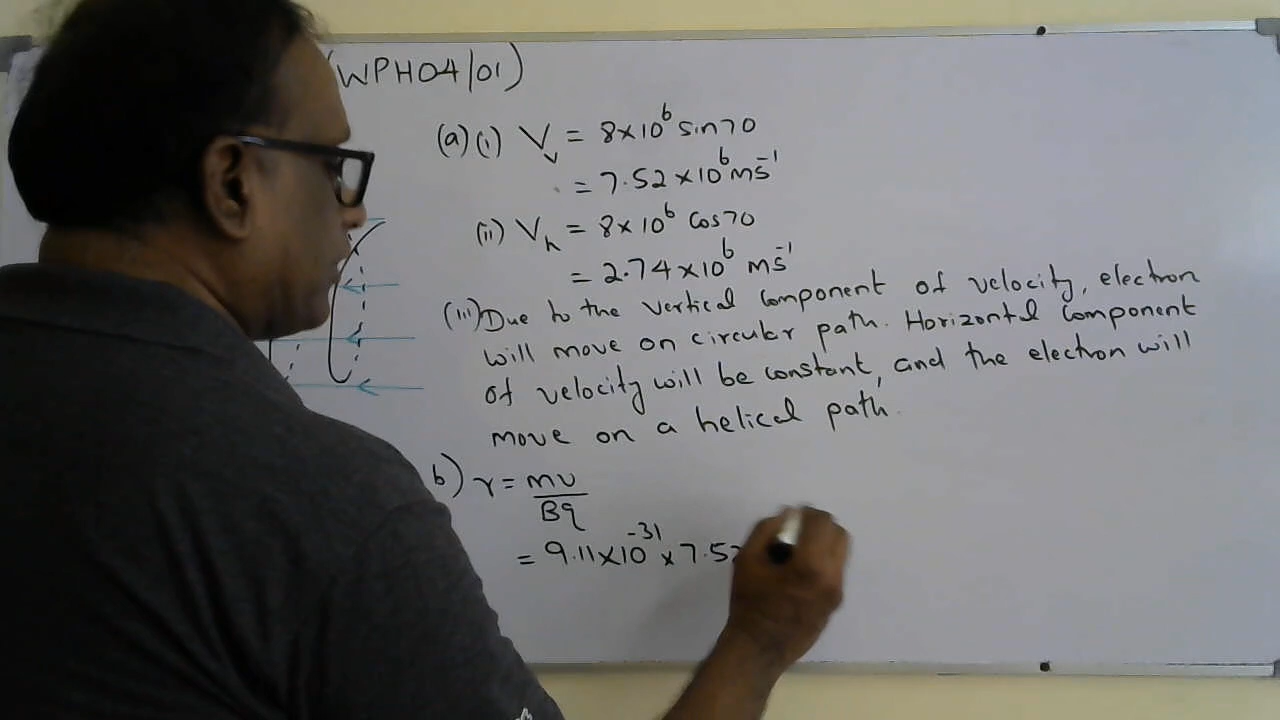 (WPH04/01)
(a)(i) Vv = 8×10⁶ sin70
= 7.52×10⁶ ms⁻¹
(ii) Vh = 8×10⁶ cos70
= 2.74×10⁶ ms⁻¹
(iii) Due to the vertical component of velocity, electron
will move on circular path. Horizontal component
of velocity will be constant, and the electron will
move on a helical path.
b) r = mv
Bq
= 9.11×10⁻³¹ × 7.52